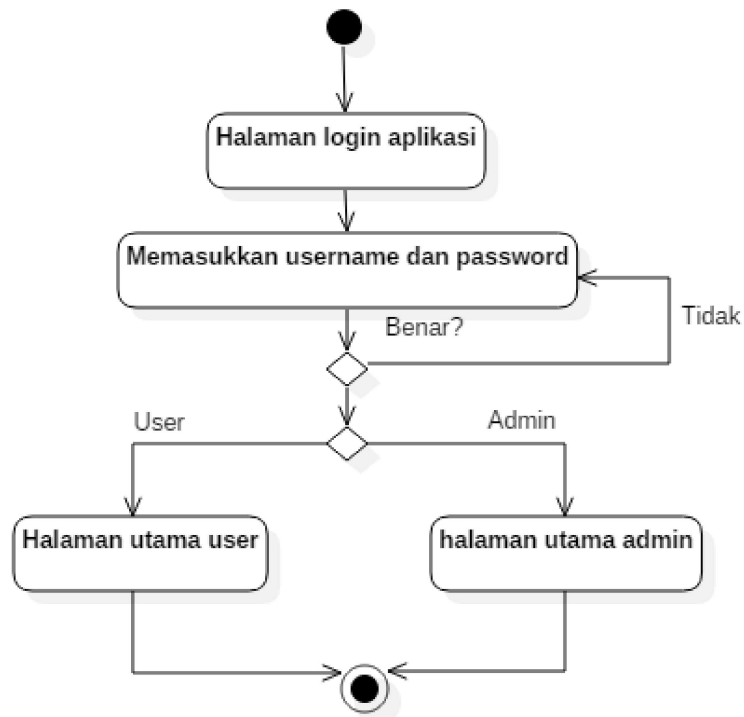 Halaman login aplikasi
Memasukkan username dan password
Benar?
Tidak
User
Admin
Halaman utama user
halaman utama admin